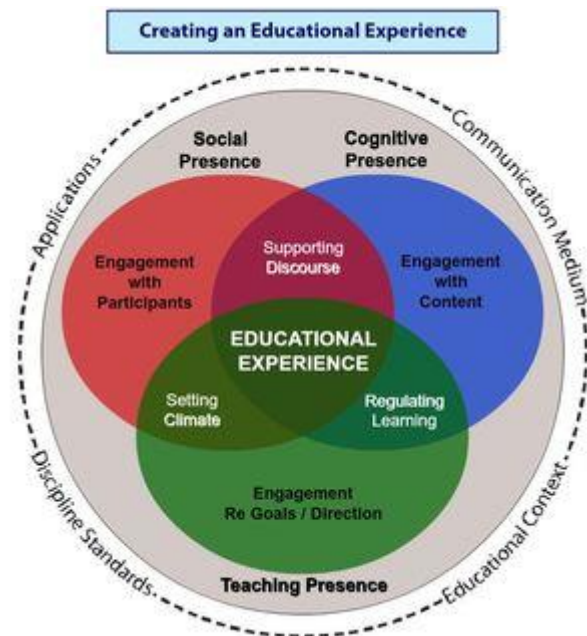 Creating an Educational Experience
Applications
Communication Medium
Social
Presence
Cognitive
Presence
Engagement
with
Participants
Supporting
Discourse
Engagement
with
Content
EDUCATIONAL
EXPERIENCE
Setting
Climate
Regulating
Learning
Engagement
Re Goals / Direction
Teaching Presence
Discipline Standards
Educational Context